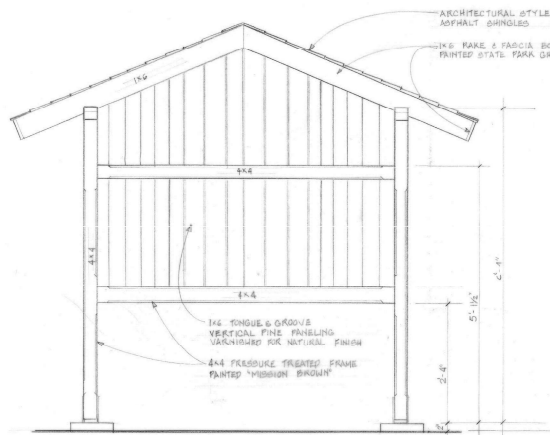 ARCHITECTURAL STYLE
ASPHALT SHINGLES
1X6 RAKE & FASCIA
PAINTED STATE PARK
1X6
4X4
4X4
4X4
1X6 TONGUE & GROOVE
VERTICAL PINE PANELING
VARNISHED FOR NATURAL FINISH
4X4 PRESSURE TREATED FRAME
PAINTED "MISSION BROWN"
5'-1½"
2'-4"
2"